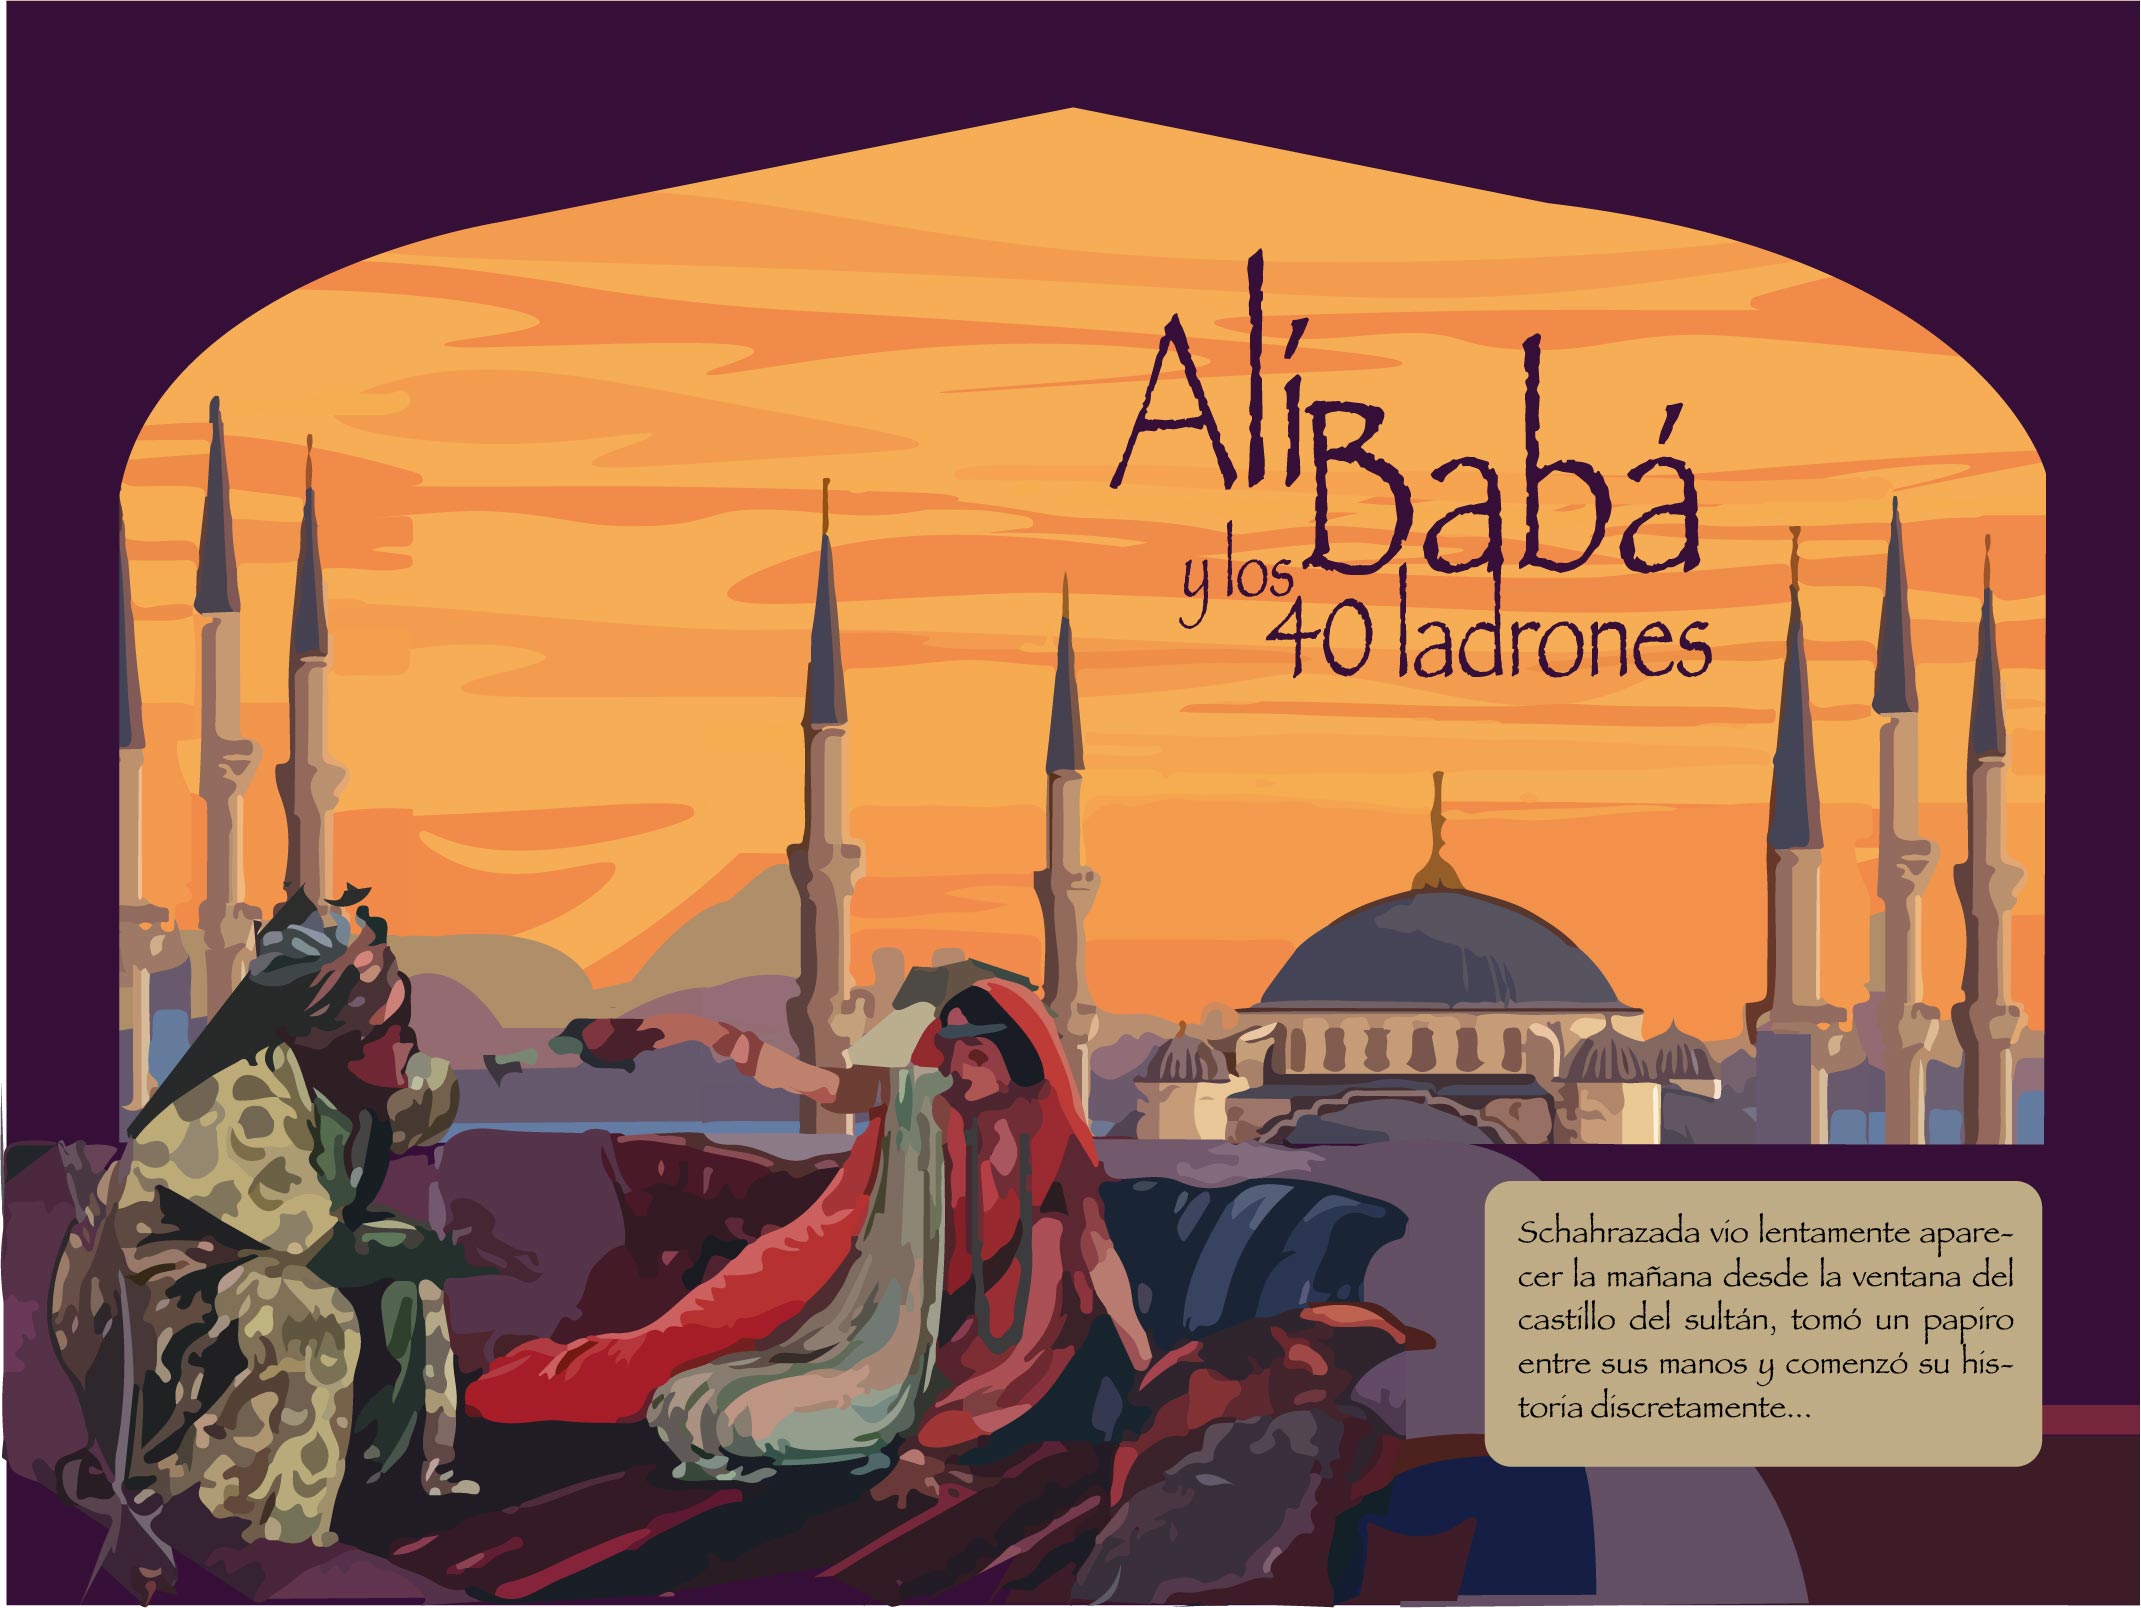 Alí Babá
y los
40 ladrones
Schahrazada vio lentamente apare-
cer la mañana desde la ventana del
castillo del sultán, tomó un papiro
entre sus manos y comenzó su his-
toria discretamente...